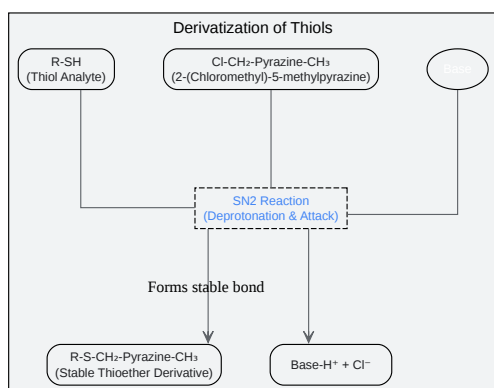 Derivatization of Thiols
R-SH
(Thiol Analyte)
Cl-CH₂-Pyrazine-CH₃
(2-(Chloromethyl)-5-methylpyrazine)
Base
SN2 Reaction
(Deprotonation & Attack)
Forms stable bond
R-S-CH₂-Pyrazine-CH₃
(Stable Thioether Derivative)
Base-H⁺ + Cl⁻